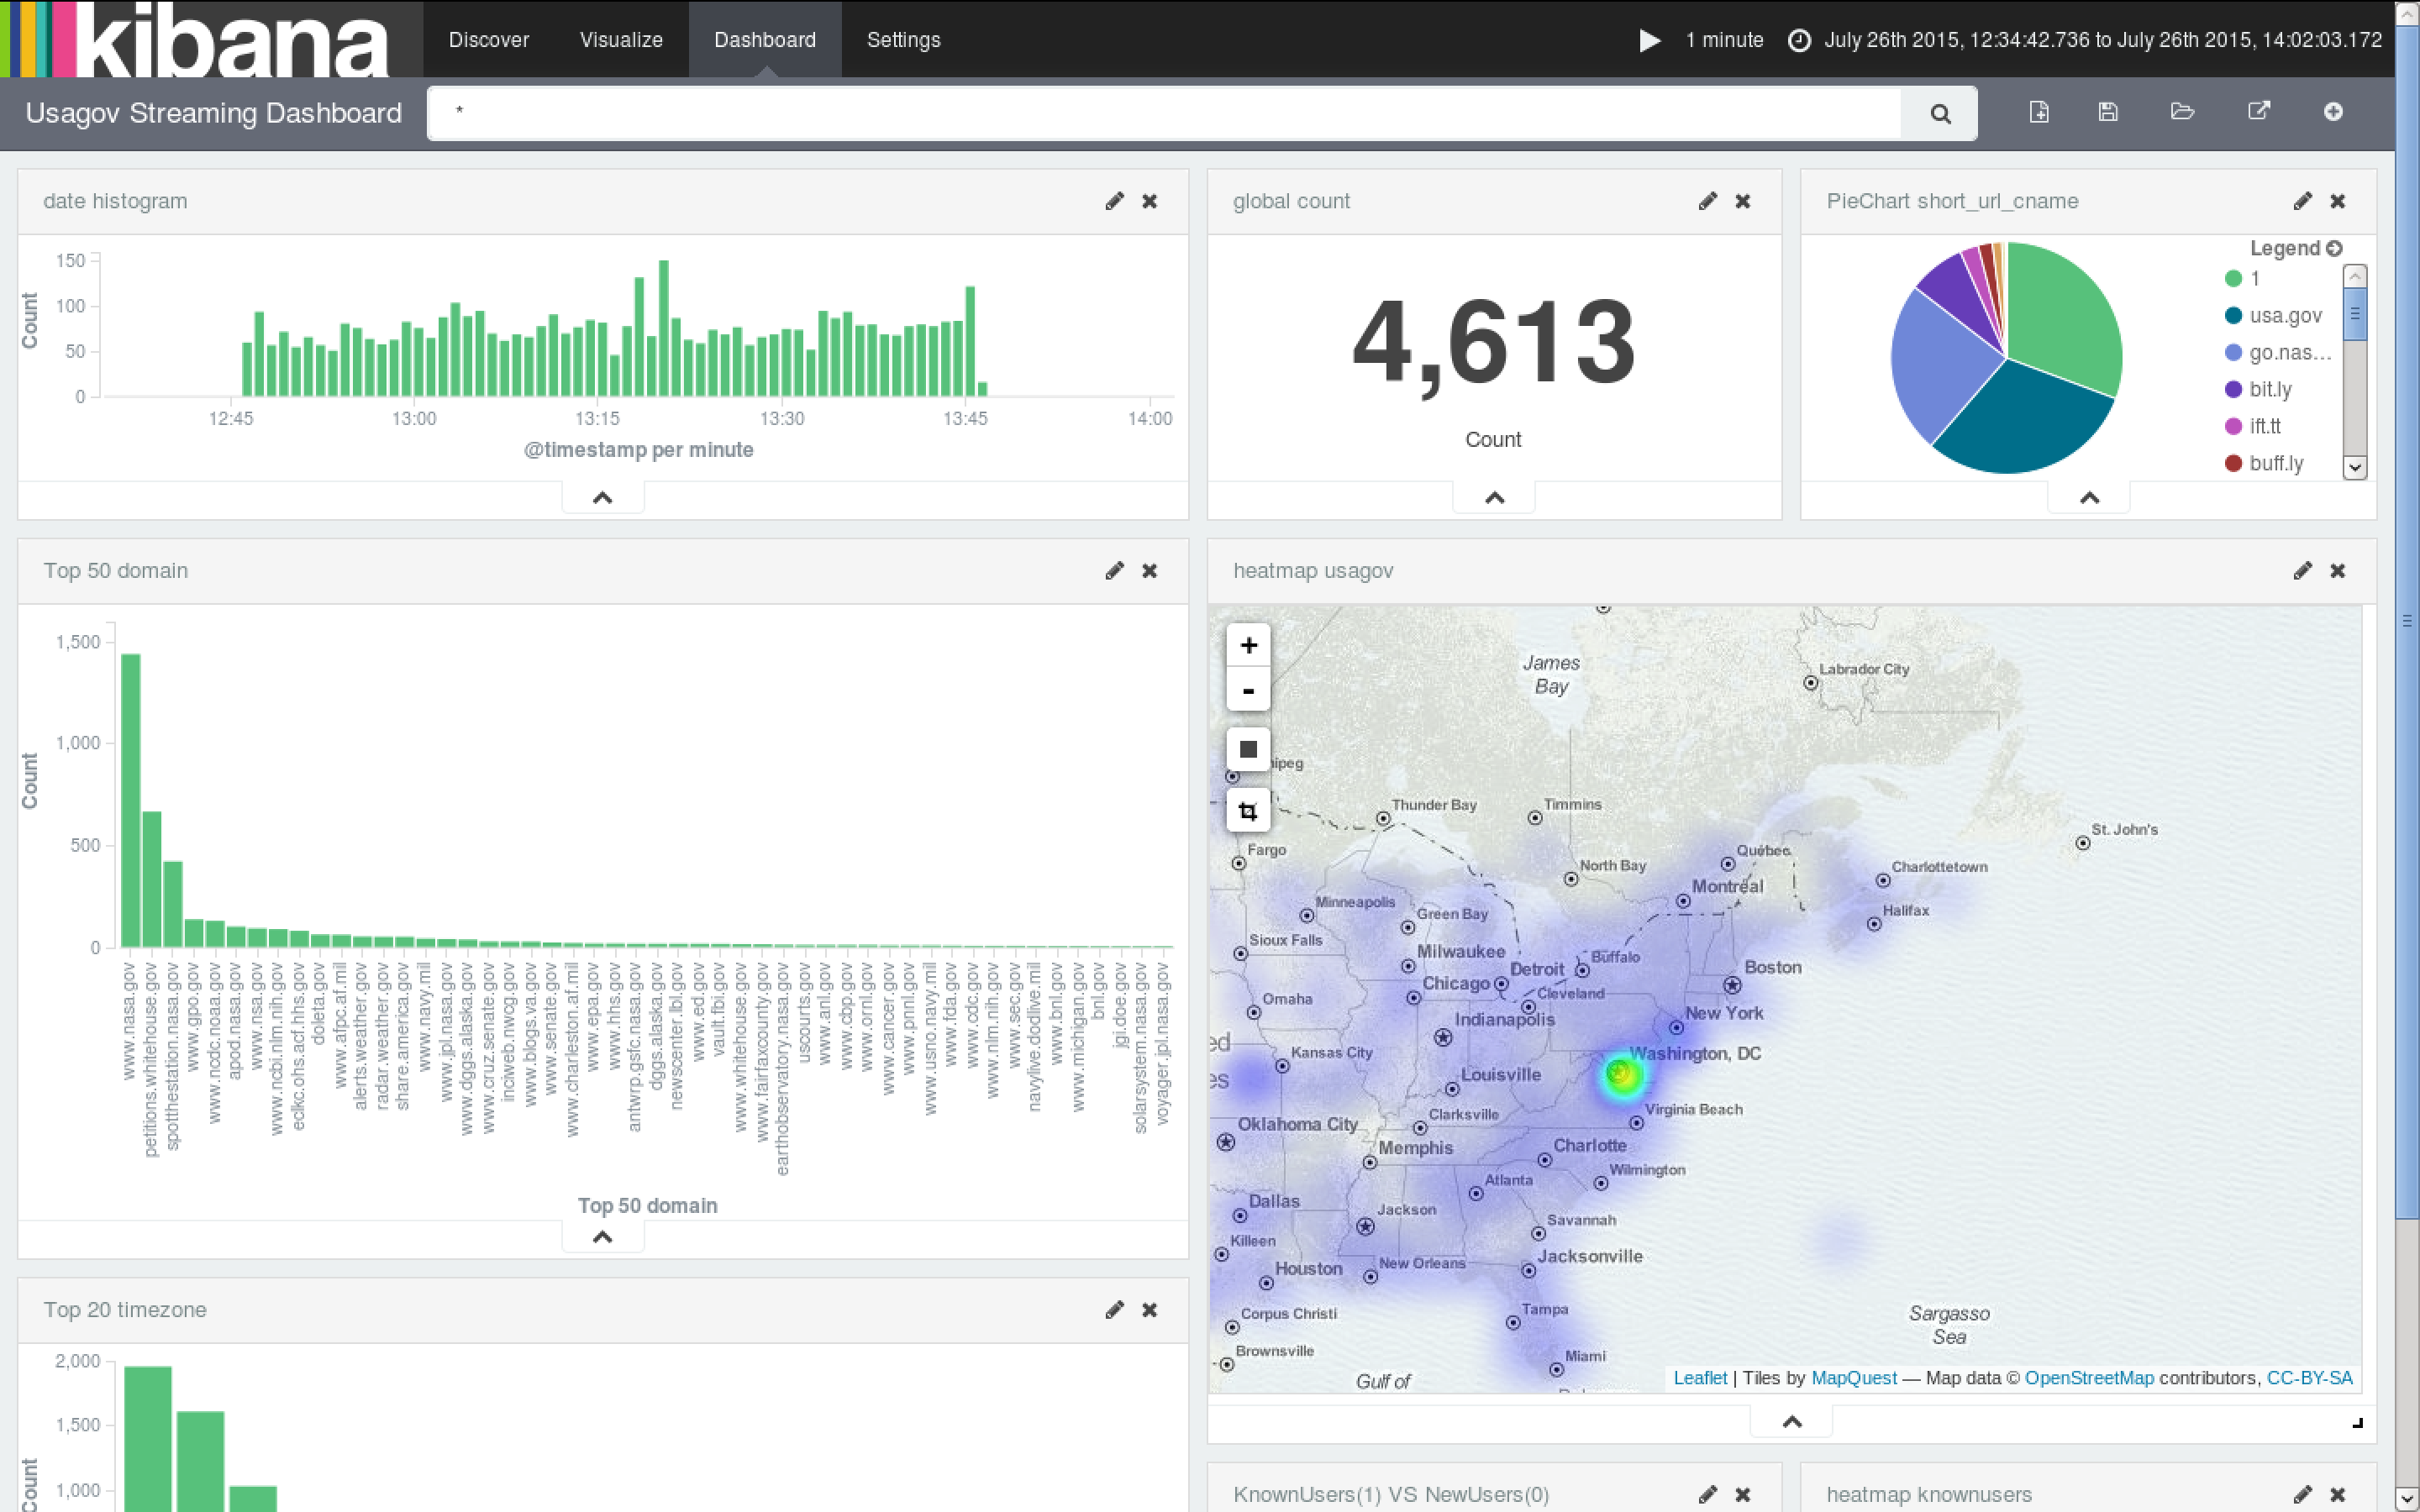 kibana
Discover Visualize Dashboard Settings
1 minute July 26th 2015, 12:34:42.736 to July 26th 2015, 14:02:03.172
Usagov Streaming Dashboard *
date histogram
Count
150
100
50
0
12:45 13:00 13:15 13:30 13:45 14:00
@timestamp per minute
global count
4,613
Count
PieChart short_url_cname
Legend
1
usa.gov
go.nas...
bit.ly
ift.tt
buff.ly
Top 50 domain
Count
1,500
1,000
500
0
www.nasa.gov
petitions.whitehouse.gov
spotthestation.nasa.gov
www.gpo.gov
www.ncdc.noaa.gov
apod.nasa.gov
www.nsa.gov
www.ncbi.nlm.nih.gov
eclkc.ohs.acf.hhs.gov
doleta.gov
www.afpc.af.mil
alerts.weather.gov
radar.weather.gov
share.america.gov
www.navy.mil
www.jpl.nasa.gov
www.dggs.alaska.gov
www.cruz.senate.gov
inciweb.nwcg.gov
www.blogs.va.gov
www.senate.gov
www.charleston.af.mil
www.epa.gov
www.hhs.gov
antwrp.gsfc.nasa.gov
dggs.alaska.gov
newscenter.lbl.gov
www.ed.gov
vault.fbi.gov
www.whitehouse.gov
www.fairfaxcounty.gov
earthobservatory.nasa.gov
uscourts.gov
www.anl.gov
www.cbp.gov
www.ornl.gov
www.cancer.gov
www.pnnl.gov
www.usno.navy.mil
www.fda.gov
www.cdc.gov
www.nlm.nih.gov
www.sec.gov
navylive.dodlive.mil
www.bnl.gov
www.michigan.gov
bnl.gov
jgi.doe.gov
solarsystem.nasa.gov
voyager.jpl.nasa.gov
Top 50 domain
heatmap usagov
+
-
James
Bay
Labrador City
nipeg
Thunder Bay
Timmins
St. John's
Fargo
North Bay
Québec
Charlottetown
Montréal
Minneapolis
Green Bay
Halifax
Sioux Falls
Milwaukee
Buffalo
Detroit
Boston
Chicago
Cleveland
Omaha
Indianapolis
New York
ed
Kansas City
Washington, DC
es
Louisville
Virginia Beach
Clarksville
Oklahoma City
Memphis
Charlotte
Wilmington
Atlanta
Dallas
Jackson
Savannah
Killeen
New Orleans
Jacksonville
Houston
Corpus Christi
Tampa
Sargasso
Sea
Brownsville
Miami
Gulf of
Leaflet | Tiles by MapQuest — Map data © OpenStreetMap contributors, CC-BY-SA
Top 20 timezone
Count
2,000
1,500
1,000
KnownUsers(1) VS NewUsers(0)
heatmap knownusers